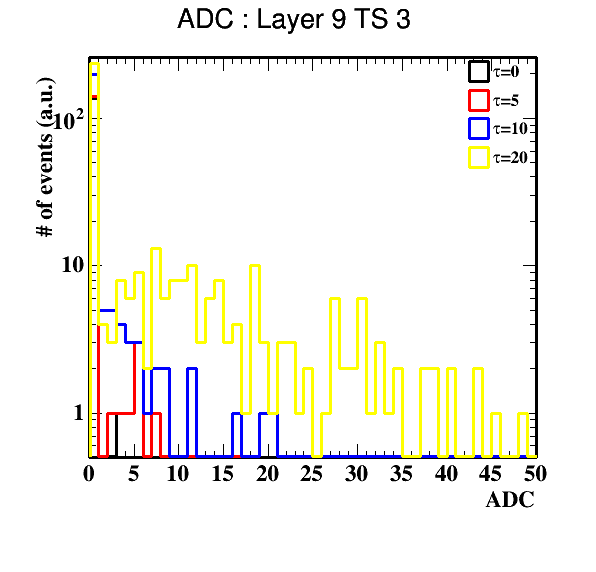 ADC : Layer 9 TS 3
# of events (a.u.)
10²
10
1
τ=0
τ=5
τ=10
τ=20
0 5 10 15 20 25 30 35 40 45 50
ADC